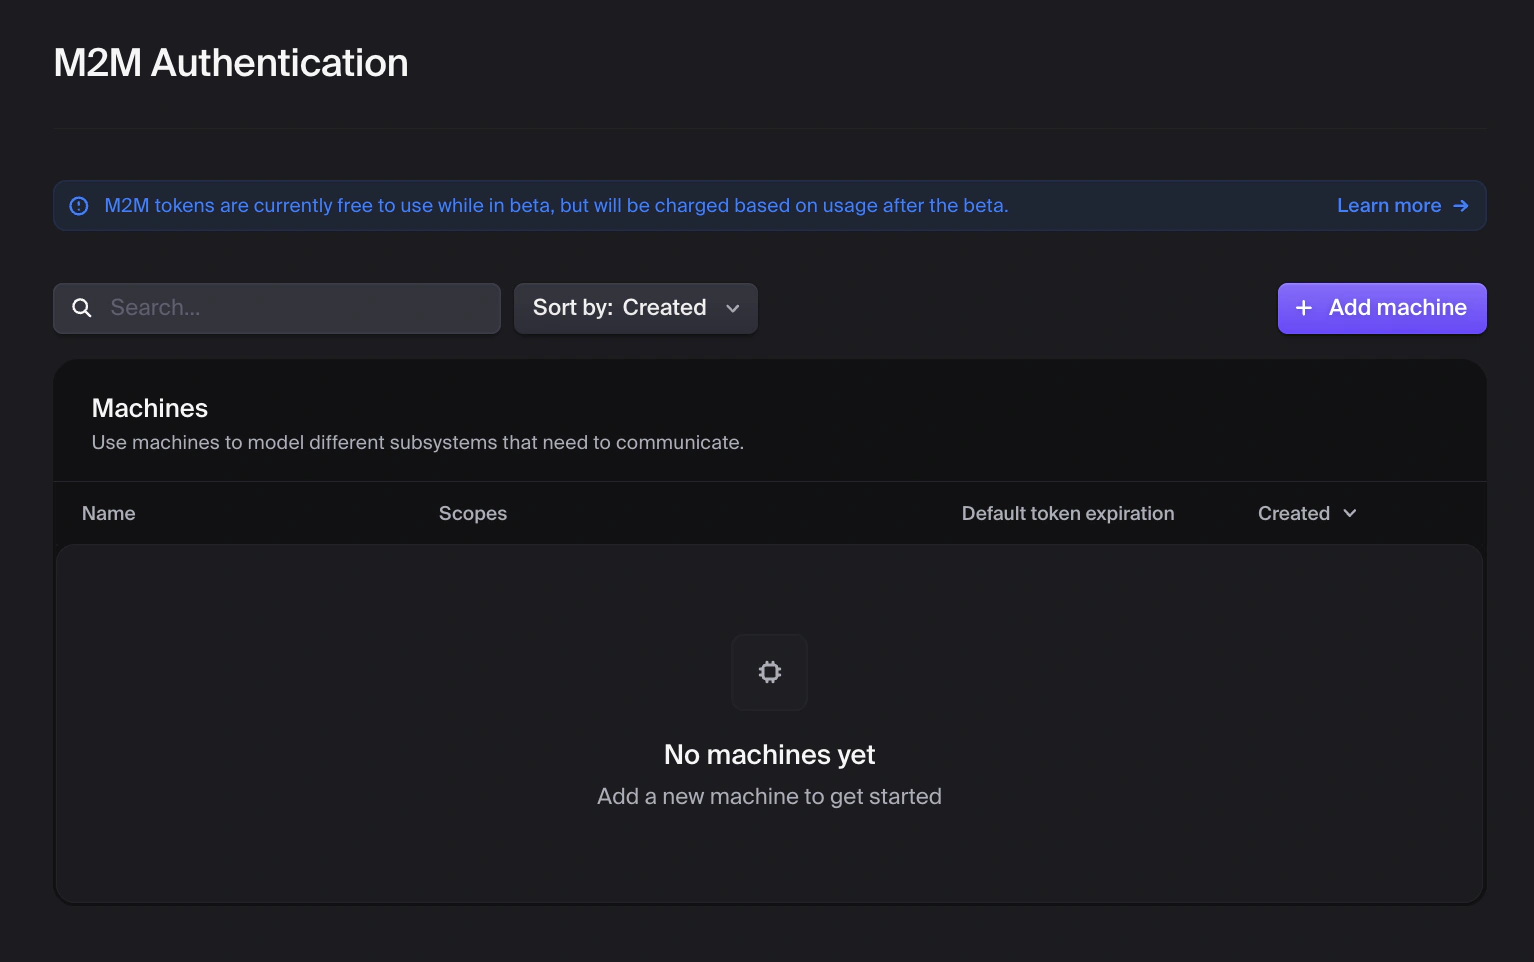 M2M Authentication
M2M tokens are currently free to use while in beta, but will be charged based on usage after the beta.
Learn more
Search...
Sort by: Created
Add machine
Machines
Use machines to model different subsystems that need to communicate.
Name
Scopes
Default token expiration
Created
No machines yet
Add a new machine to get started